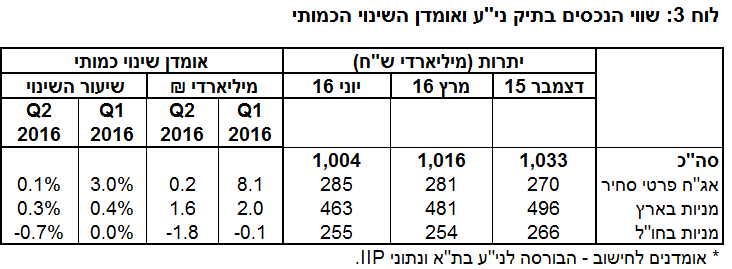 לוח 3: שווי הנכסים בתיק ני"ע ואומדן השינוי הכמותי
יתרות (מיליארדי ש"ח) אומדן שינוי כמותי
דצמבר 15 מרץ 16 יוני 16 מיליארדי ₪ שיעור השינוי
Q1 Q2 Q1 Q2
2016 2016 2016 2016
סה"כ 1,033 1,016 1,004
אג"ח פרטי סחיר 270 281 285 8.1 0.2 3.0% 0.1%
מניות בארץ 496 481 463 2.0 1.6 0.4% 0.3%
מניות בחו"ל 266 254 255 -0.1 -1.8 0.0% -0.7%
* אומדנים לחישוב - הבורסה לני"ע בת"א ונתוני IIP.